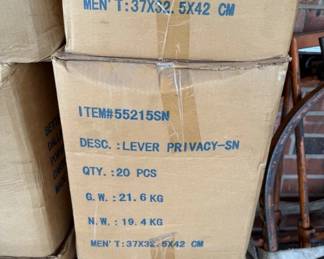 MEN'T:37X32.5X42 CM
ITEM#55215SN
DESC.:LEVER PRIVACY-SN
QTY.:20 PCS
G.W.:21.6 KG
N.W.:19.4 KG
MEN'T:37X32.5X42 CM